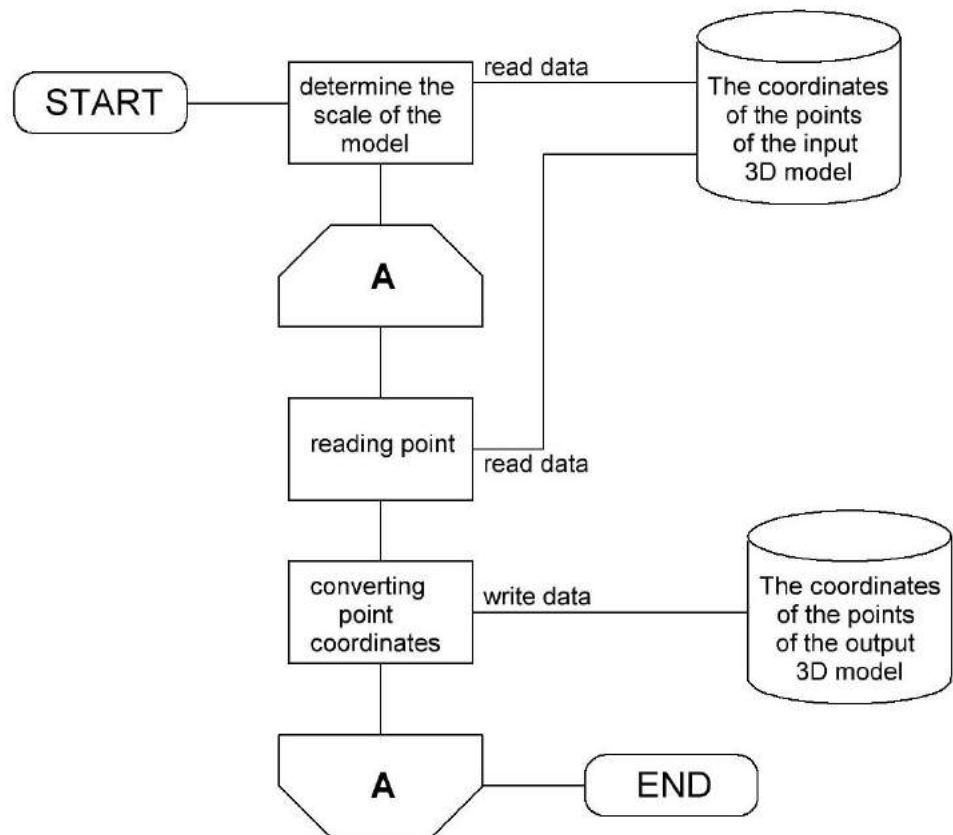 START
determine the
scale of the
model
read data
The coordinates
of the points
of the input
3D model
A
reading point
read data
converting
point
coordinates
write data
The coordinates
of the points
of the output
3D model
A
END